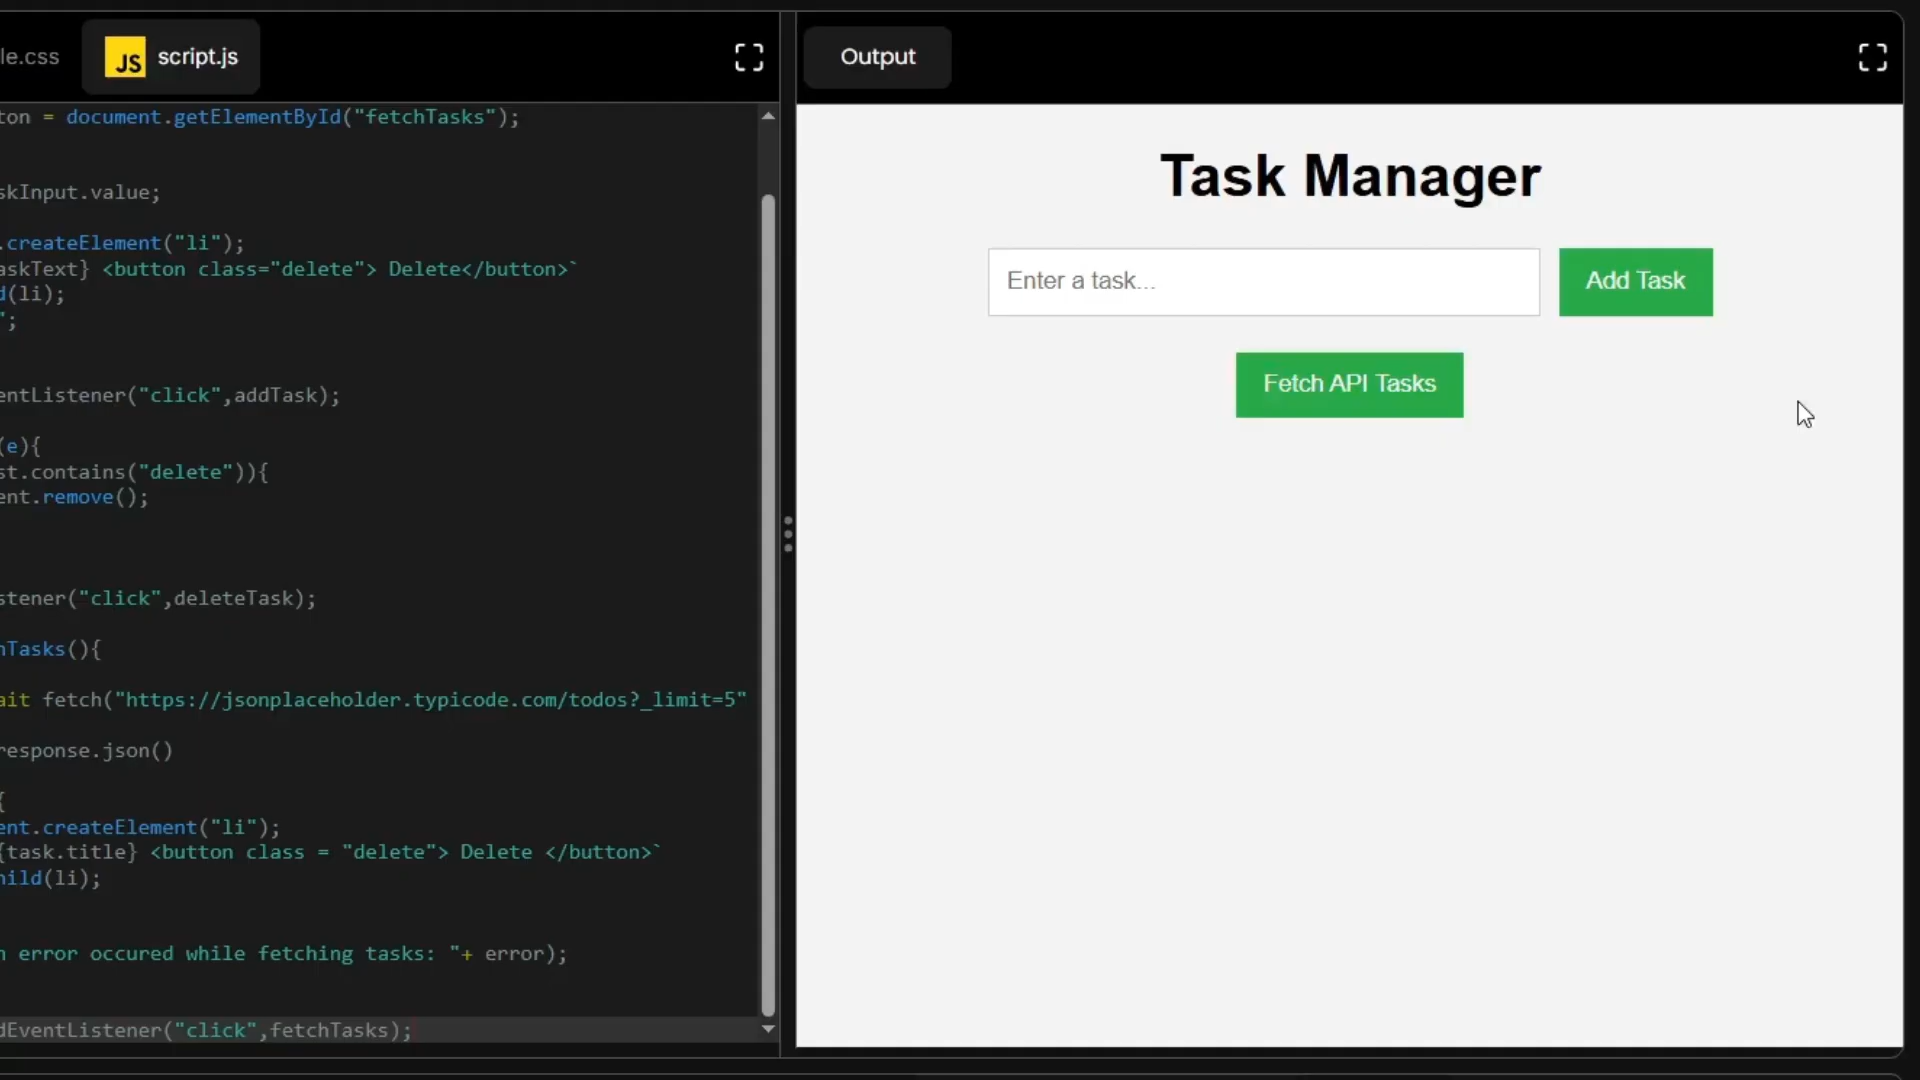 le.css
JS script.js
ton = document.getElementById("fetchTasks");
skInput.value;
.createElement("li");
askText} <button class="delete"> Delete</button>`
d(li);
";
entListener("click",addTask);
(e){
st.contains("delete")){
ent.remove();
stener("click",deleteTask);
hTasks(){
ait fetch("https://jsonplaceholder.typicode.com/todos?_limit=5"
response.json()
{
ent.createElement("li");
{task.title} <button class = "delete"> Delete </button>`
hild(li);
n error occured while fetching tasks: "+ error);
dEventListener("click",fetchTasks);
Output
Task Manager
Enter a task...
Add Task
Fetch API Tasks